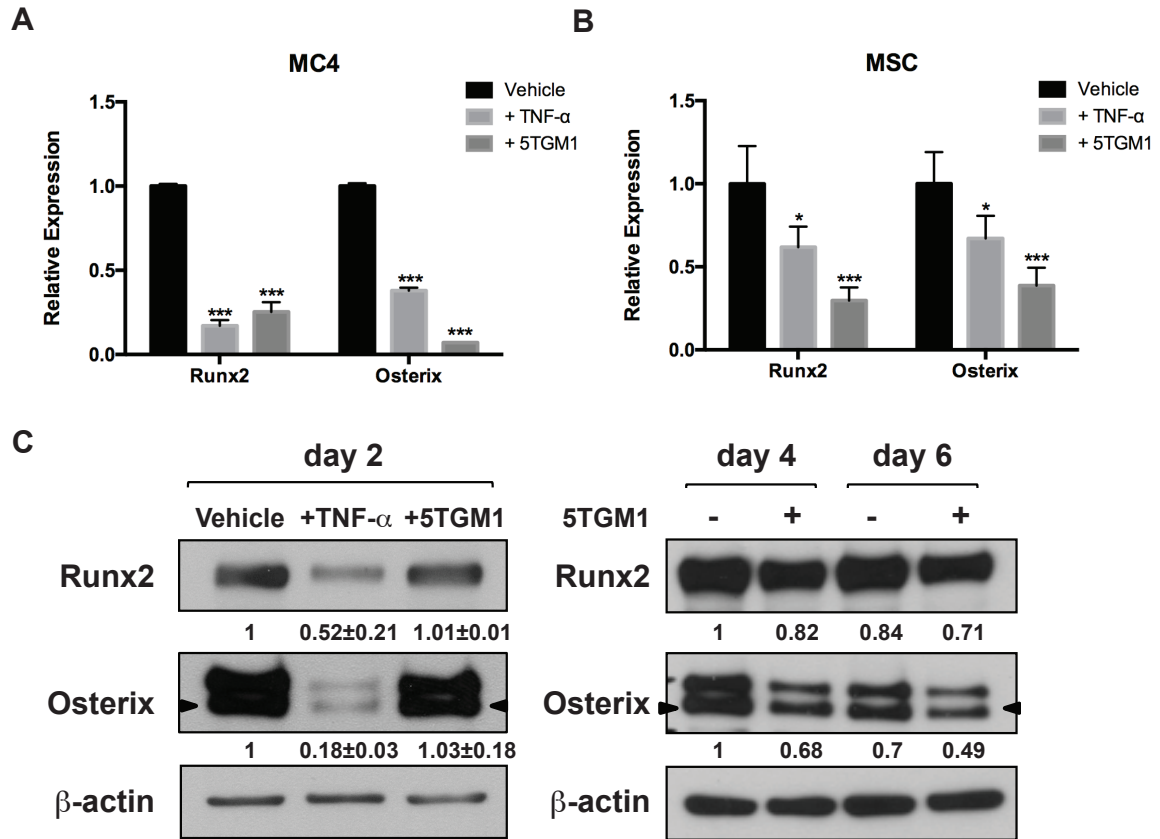 A
MC4
Vehicle
+ TNF-α
+ 5TGM1
Relative Expression
1.5
1.0
0.5
0.0
***
***
***
***
Runx2
Osterix
B
MSC
Vehicle
+ TNF-α
+ 5TGM1
Relative Expression
1.5
1.0
0.5
0.0
*
***
*
***
Runx2
Osterix
C
day 2
Vehicle +TNF-α +5TGM1
Runx2
1 0.52±0.21 1.01±0.01
Osterix
1 0.18±0.03 1.03±0.18
β-actin
day 4 day 6
5TGM1 - + - +
Runx2
1 0.82 0.84 0.71
Osterix
1 0.68 0.7 0.49
β-actin